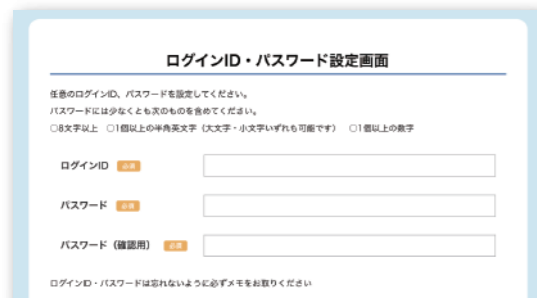 ログインID・パスワード設定画面
任意のログインID、パスワードを設定してください。
パスワードには少なくとも次のものを含めてください。
○8文字以上 ○1個以上の半角英文字（大文字・小文字いずれも可能です） ○1個以上の数字
ログインID 必須
パスワード 必須
パスワード（確認用） 必須
ログインID・パスワードは忘れないように必ずメモをお取りください